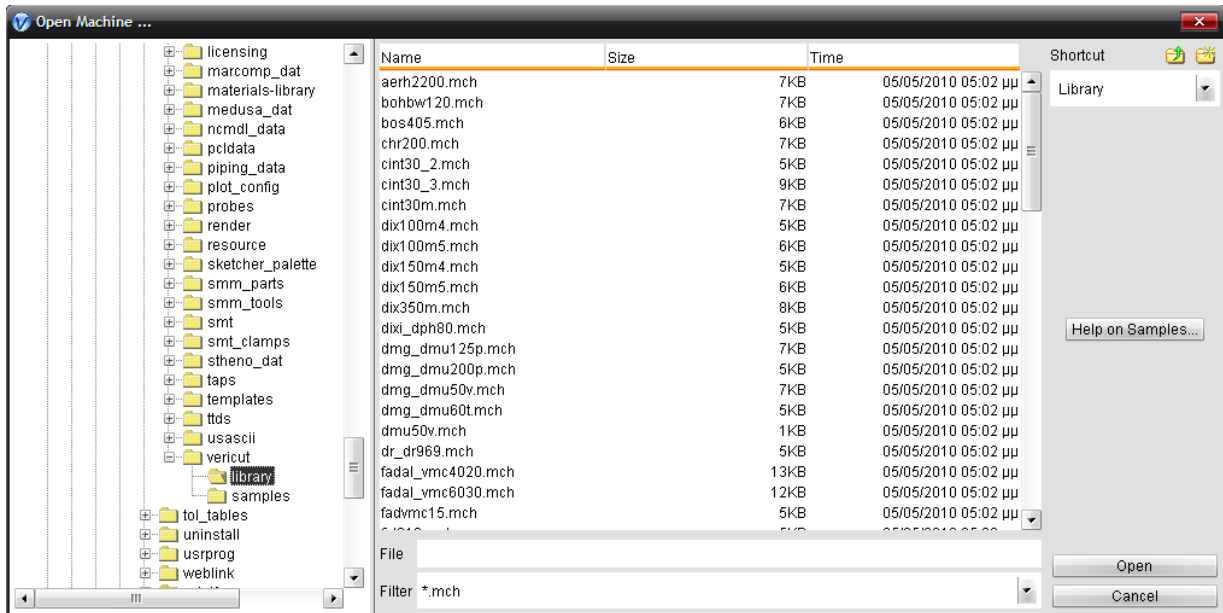 Open Machine ...
licensing
marcomp_dat
materials-library
medusa_dat
ncmdl_data
pcldata
piping_data
plot_config
probes
render
resource
sketcher_palette
smm_parts
smm_tools
smt
smt_clamps
stheno_dat
taps
templates
ttds
usascii
vericut
library
samples
tol_tables
uninstall
usrprog
weblink
Name Size Time
aerh2200.mch 7KB 05/05/2010 05:02 μμ
bohbw120.mch 7KB 05/05/2010 05:02 μμ
bos405.mch 6KB 05/05/2010 05:02 μμ
chr200.mch 7KB 05/05/2010 05:02 μμ
cint30_2.mch 5KB 05/05/2010 05:02 μμ
cint30_3.mch 9KB 05/05/2010 05:02 μμ
cint30m.mch 7KB 05/05/2010 05:02 μμ
dix100m4.mch 5KB 05/05/2010 05:02 μμ
dix100m5.mch 6KB 05/05/2010 05:02 μμ
dix150m4.mch 5KB 05/05/2010 05:02 μμ
dix150m5.mch 6KB 05/05/2010 05:02 μμ
dix350m.mch 8KB 05/05/2010 05:02 μμ
dixi_dph80.mch 5KB 05/05/2010 05:02 μμ
dmg_dmu125p.mch 7KB 05/05/2010 05:02 μμ
dmg_dmu200p.mch 5KB 05/05/2010 05:02 μμ
dmg_dmu50v.mch 7KB 05/05/2010 05:02 μμ
dmg_dmu60t.mch 5KB 05/05/2010 05:02 μμ
dmu50v.mch 1KB 05/05/2010 05:02 μμ
dr_dr969.mch 5KB 05/05/2010 05:02 μμ
fadal_vmc4020.mch 13KB 05/05/2010 05:02 μμ
fadal_vmc6030.mch 12KB 05/05/2010 05:02 μμ
fadvmc15.mch 5KB 05/05/2010 05:02 μμ
File
Filter *.mch
Shortcut
Library
Help on Samples...
Open
Cancel